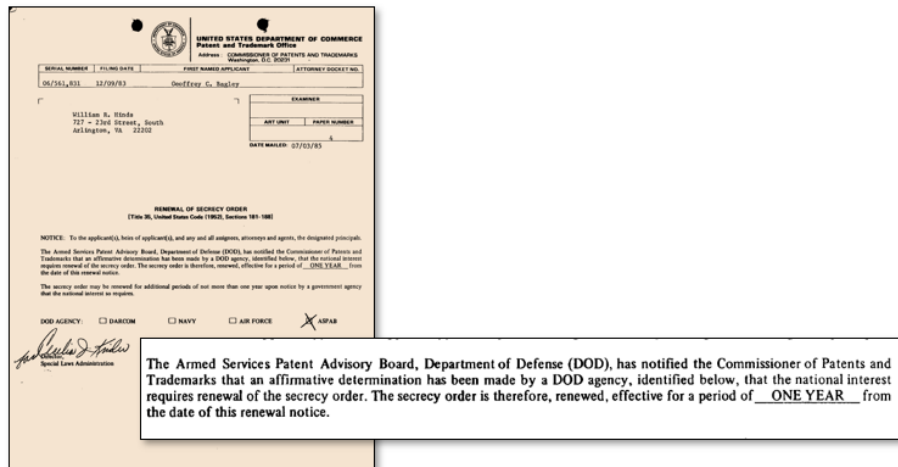 UNITED STATES DEPARTMENT OF COMMERCE
Patent and Trademark Office
Address : COMMISSIONER OF PATENTS AND TRADEMARKS
Washington, D.C. 20231
SERIAL NUMBER FILING DATE FIRST NAMED APPLICANT ATTORNEY DOCKET NO.
06/561,831 12/09/83 Geoffrey C. Bagley
EXAMINER
William R. Hinds
727 - 23rd Street, South
Arlington, VA 22202
ART UNIT PAPER NUMBER
4
DATE MAILED: 07/03/85
RENEWAL OF SECRECY ORDER
[Title 35, United States Code (1952), Sections 181-188]
NOTICE: To the applicant(s), heirs of applicant(s), and any and all assignees, attorneys and agents, the designated principals.
The Armed Services Patent Advisory Board, Department of Defense (DOD), has notified the Commissioner of Patents and
Trademarks that an affirmative determination has been made by a DOD agency, identified below, that the national interest
requires renewal of the secrecy order. The secrecy order is therefore, renewed, effective for a period of ONE YEAR from
the date of this renewal notice.
The secrecy order may be renewed for additional periods of not more than one year upon notice by a government agency
that the national interest so requires.
DOD AGENCY: DARCOM NAVY AIR FORCE ASPAB
Director,
Special Laws Administration
The Armed Services Patent Advisory Board, Department of Defense (DOD), has notified the Commissioner of Patents and
Trademarks that an affirmative determination has been made by a DOD agency, identified below, that the national interest
requires renewal of the secrecy order. The secrecy order is therefore, renewed, effective for a period of ONE YEAR from
the date of this renewal notice.